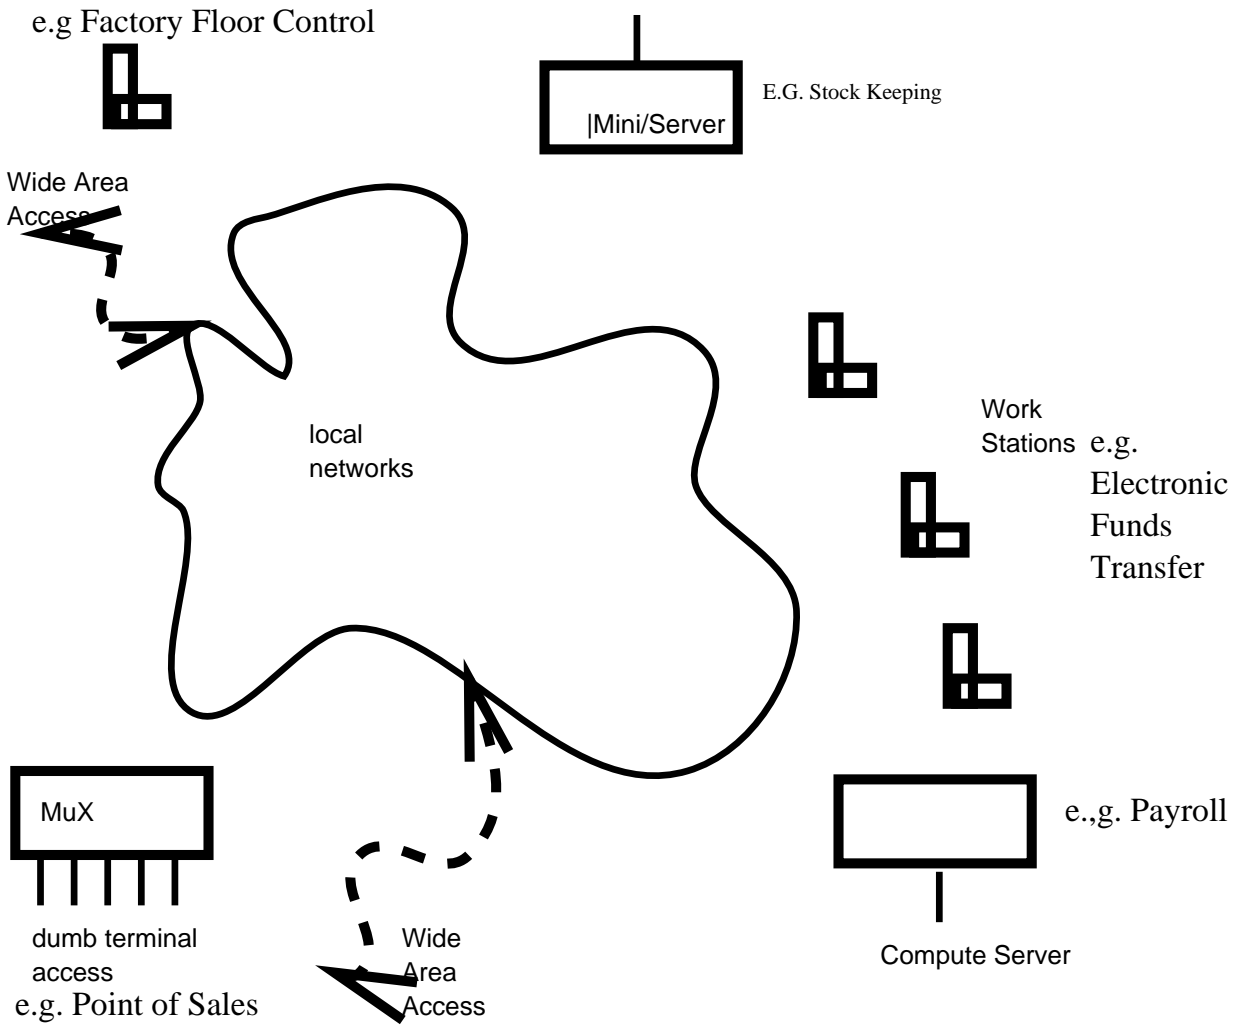 e.g Factory Floor Control
E.G. Stock Keeping
|Mini/Server
Wide Area
Access
local
networks
Work
Stations
e.g.
Electronic
Funds
Transfer
MuX
e.,g. Payroll
dumb terminal
access
e.g. Point of Sales
Wide
Area
Access
Compute Server